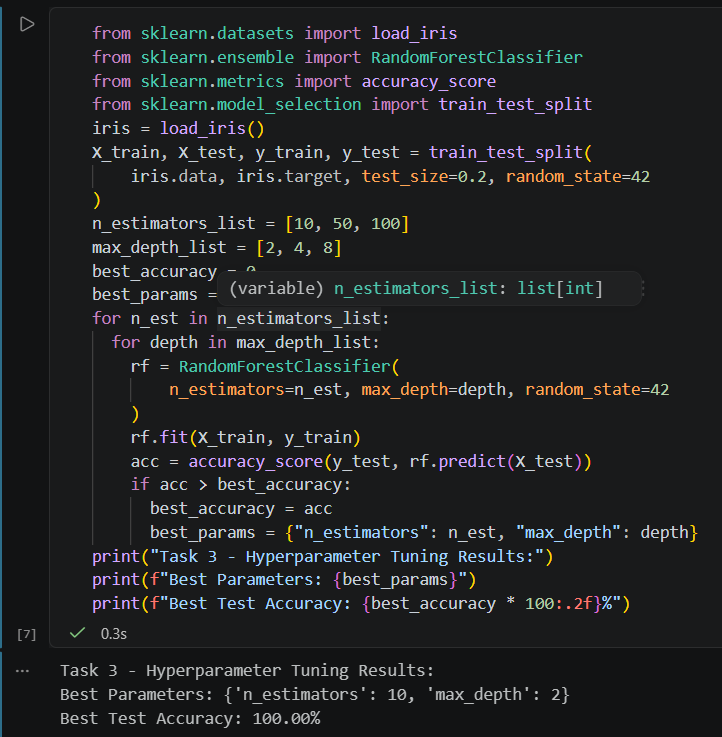 from sklearn.datasets import load_iris
from sklearn.ensemble import RandomForestClassifier
from sklearn.metrics import accuracy_score
from sklearn.model_selection import train_test_split
iris = load_iris()
X_train, X_test, y_train, y_test = train_test_split(
    iris.data, iris.target, test_size=0.2, random_state=42
)
n_estimators_list = [10, 50, 100]
max_depth_list = [2, 4, 8]
best_accuracy =
best_params =
(variable) n_estimators_list: list[int]
for n_est in n_estimators_list:
  for depth in max_depth_list:
    rf = RandomForestClassifier(
        n_estimators=n_est, max_depth=depth, random_state=42
    )
    rf.fit(X_train, y_train)
    acc = accuracy_score(y_test, rf.predict(X_test))
    if acc > best_accuracy:
      best_accuracy = acc
      best_params = {"n_estimators": n_est, "max_depth": depth}
print("Task 3 - Hyperparameter Tuning Results:")
print(f"Best Parameters: {best_params}")
print(f"Best Test Accuracy: {best_accuracy * 100:.2f}%")
[7] ✓ 0.3s
... Task 3 - Hyperparameter Tuning Results:
Best Parameters: {'n_estimators': 10, 'max_depth': 2}
Best Test Accuracy: 100.00%